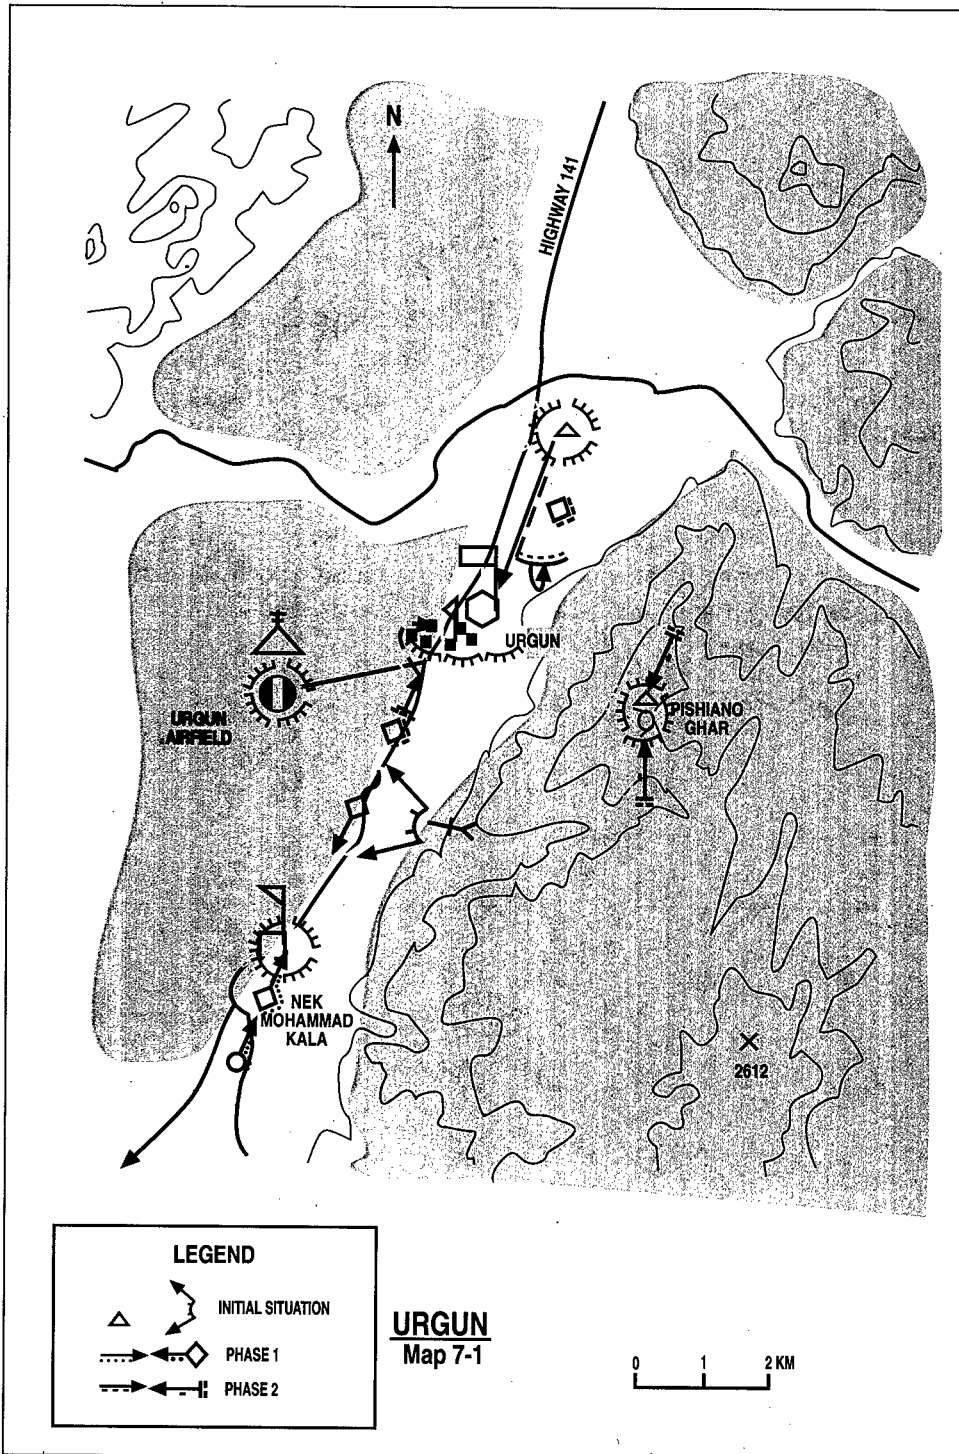 N
HIGHWAY 141
URGUN
PISHIANO
GHAR
URGUN
AIRFIELD
NEK
MOHAMMAD
KALA
2612
LEGEND
INITIAL SITUATION
PHASE 1
PHASE 2
URGUN
Map 7-1
0 1 2 KM